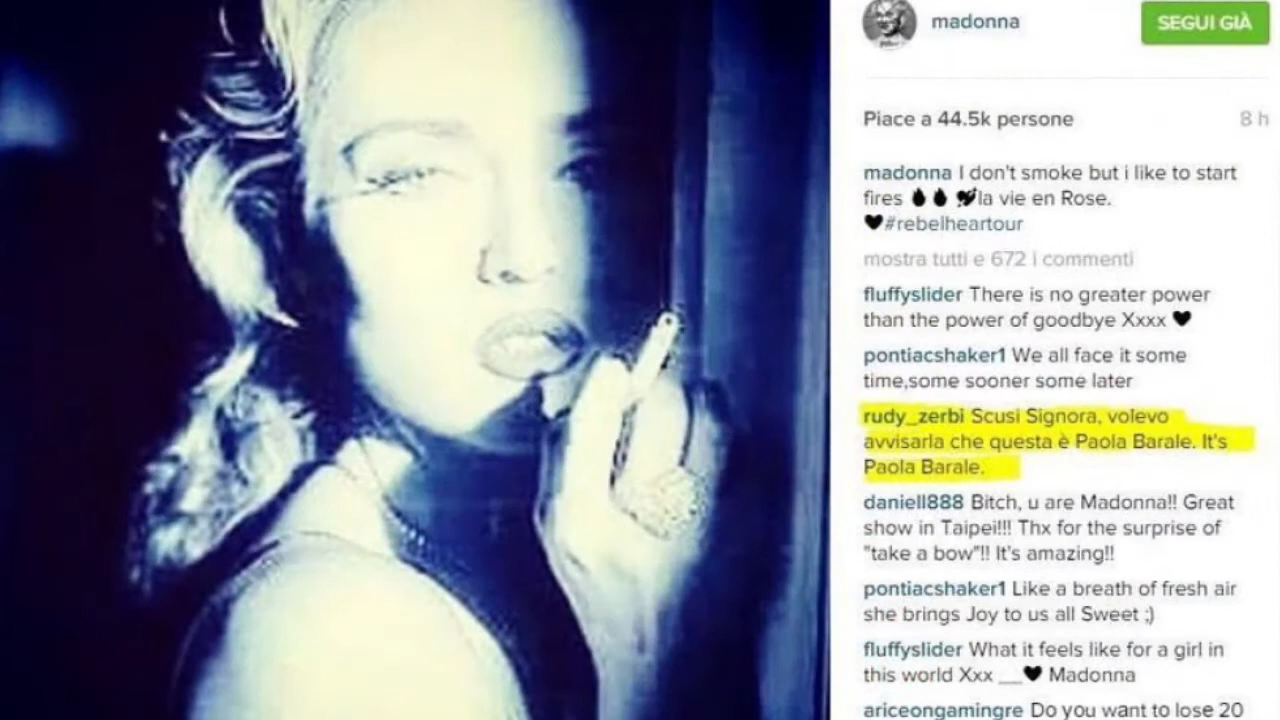 madonna
SEGUI GIÀ
Piace a 44.5k persone
8 h
madonna I don't smoke but i like to start
fires 🔥🔥 💘la vie en Rose.
♥#rebelheartour
mostra tutti e 672 i commenti
fluffyslider There is no greater power
than the power of goodbye Xxxx ♥
pontiacshaker1 We all face it some
time,some sooner some later
rudy_zerbi Scusi Signora, volevo
avvisarla che questa è Paola Barale. It's
Paola Barale.
daniell888 Bitch, u are Madonna!! Great
show in Taipei!!! Thx for the surprise of
"take a bow"!! It's amazing!!
pontiacshaker1 Like a breath of fresh air
she brings Joy to us all Sweet ;)
fluffyslider What it feels like for a girl in
this world Xxx __♥ Madonna
ariceongamingre Do you want to lose 20